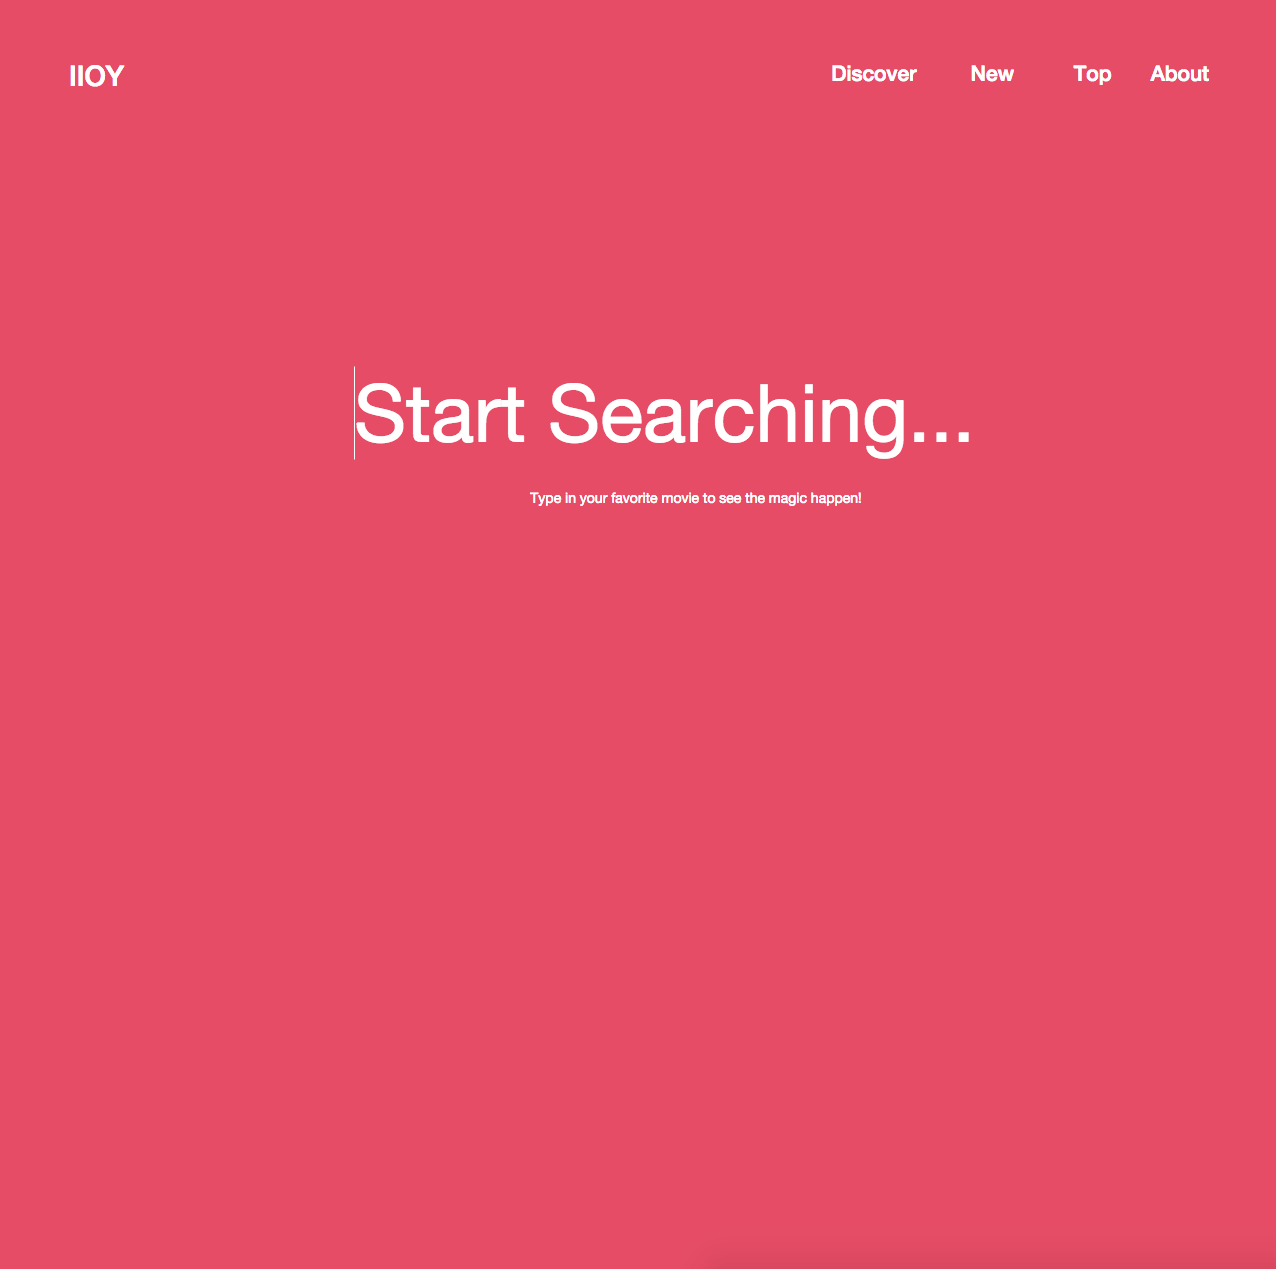 IIOY
Discover New Top About
Start Searching...
Type in your favorite movie to see the magic happen!